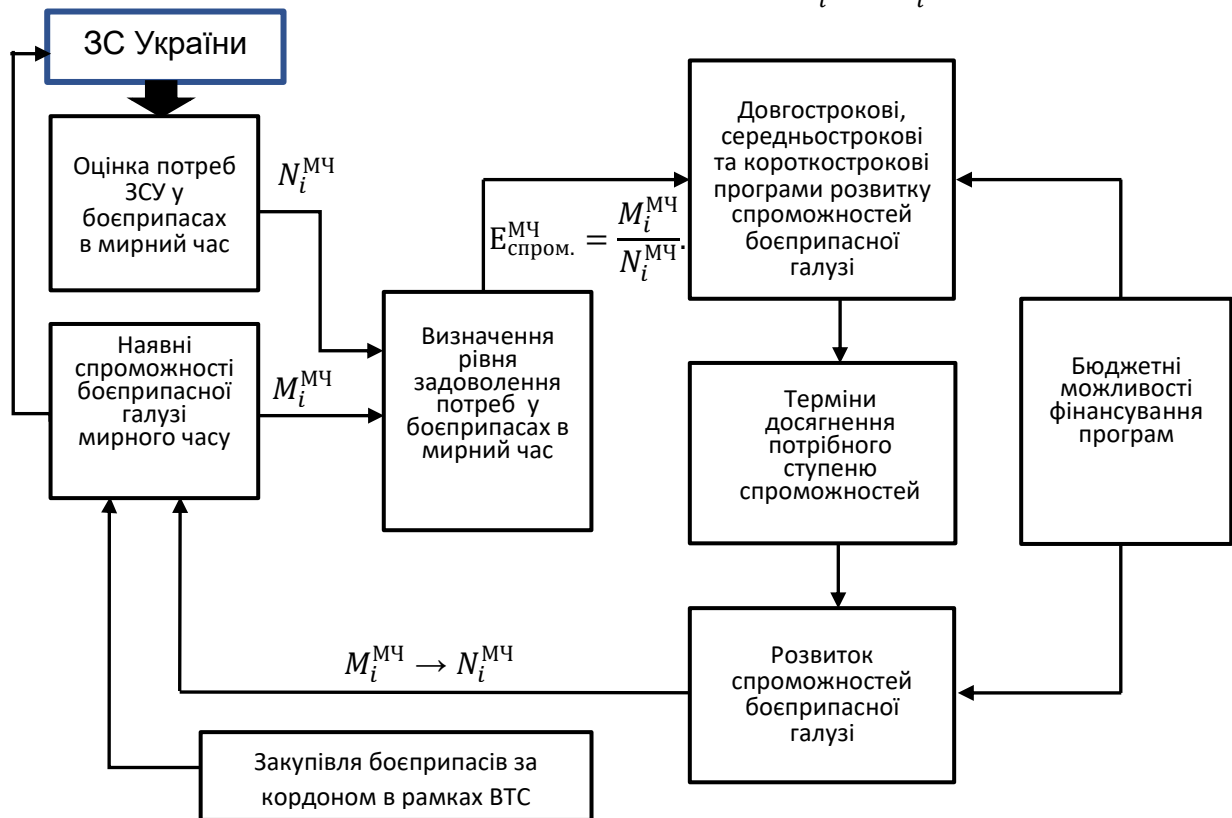 i i
ЗС України
Оцінка потреб
ЗСУ у
боєприпасах
в мирний час
N_i^МЧ
Наявні
спроможності
боєприпасної
галузі
мирного часу
M_i^МЧ
Визначення
рівня
задоволення
потреб у
боєприпасах в
мирний час
E_спром.^МЧ = M_i^МЧ / N_i^МЧ.
Довгострокові,
середньострокові
та короткострокові
програми розвитку
спроможностей
боєприпасної
галузі
Терміни
досягнення
потрібного
ступеню
спроможностей
Бюджетні
можливості
фінансування
програм
Розвиток
спроможностей
боєприпасної
галузі
M_i^МЧ → N_i^МЧ
Закупівля боєприпасів за
кордоном в рамках ВТС